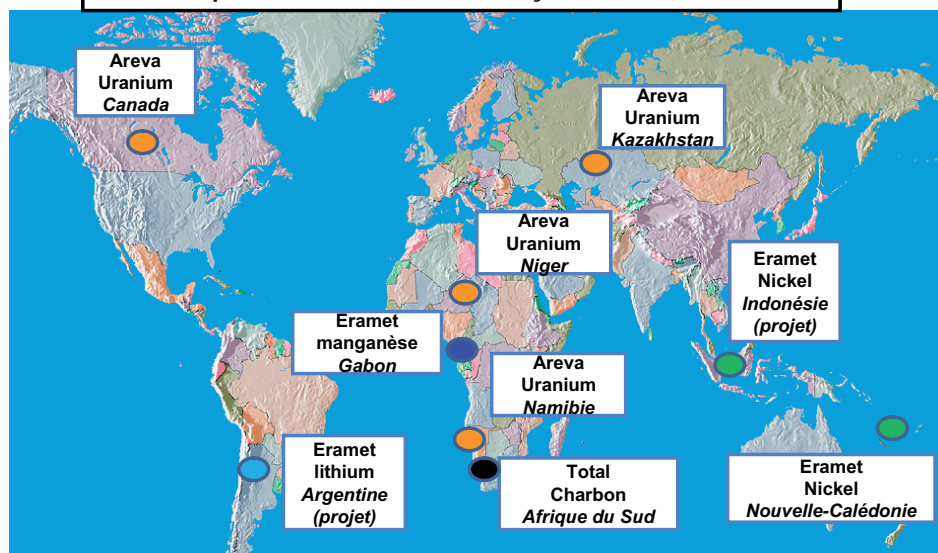 Areva
Uranium
Canada
Areva
Uranium
Kazakhstan
Areva
Uranium
Niger
Eramet
Nickel
Indonésie
(projet)
Eramet
manganèse
Gabon
Areva
Uranium
Namibie
Eramet
lithium
Argentine
(projet)
Total
Charbon
Afrique du Sud
Eramet
Nickel
Nouvelle-Calédonie